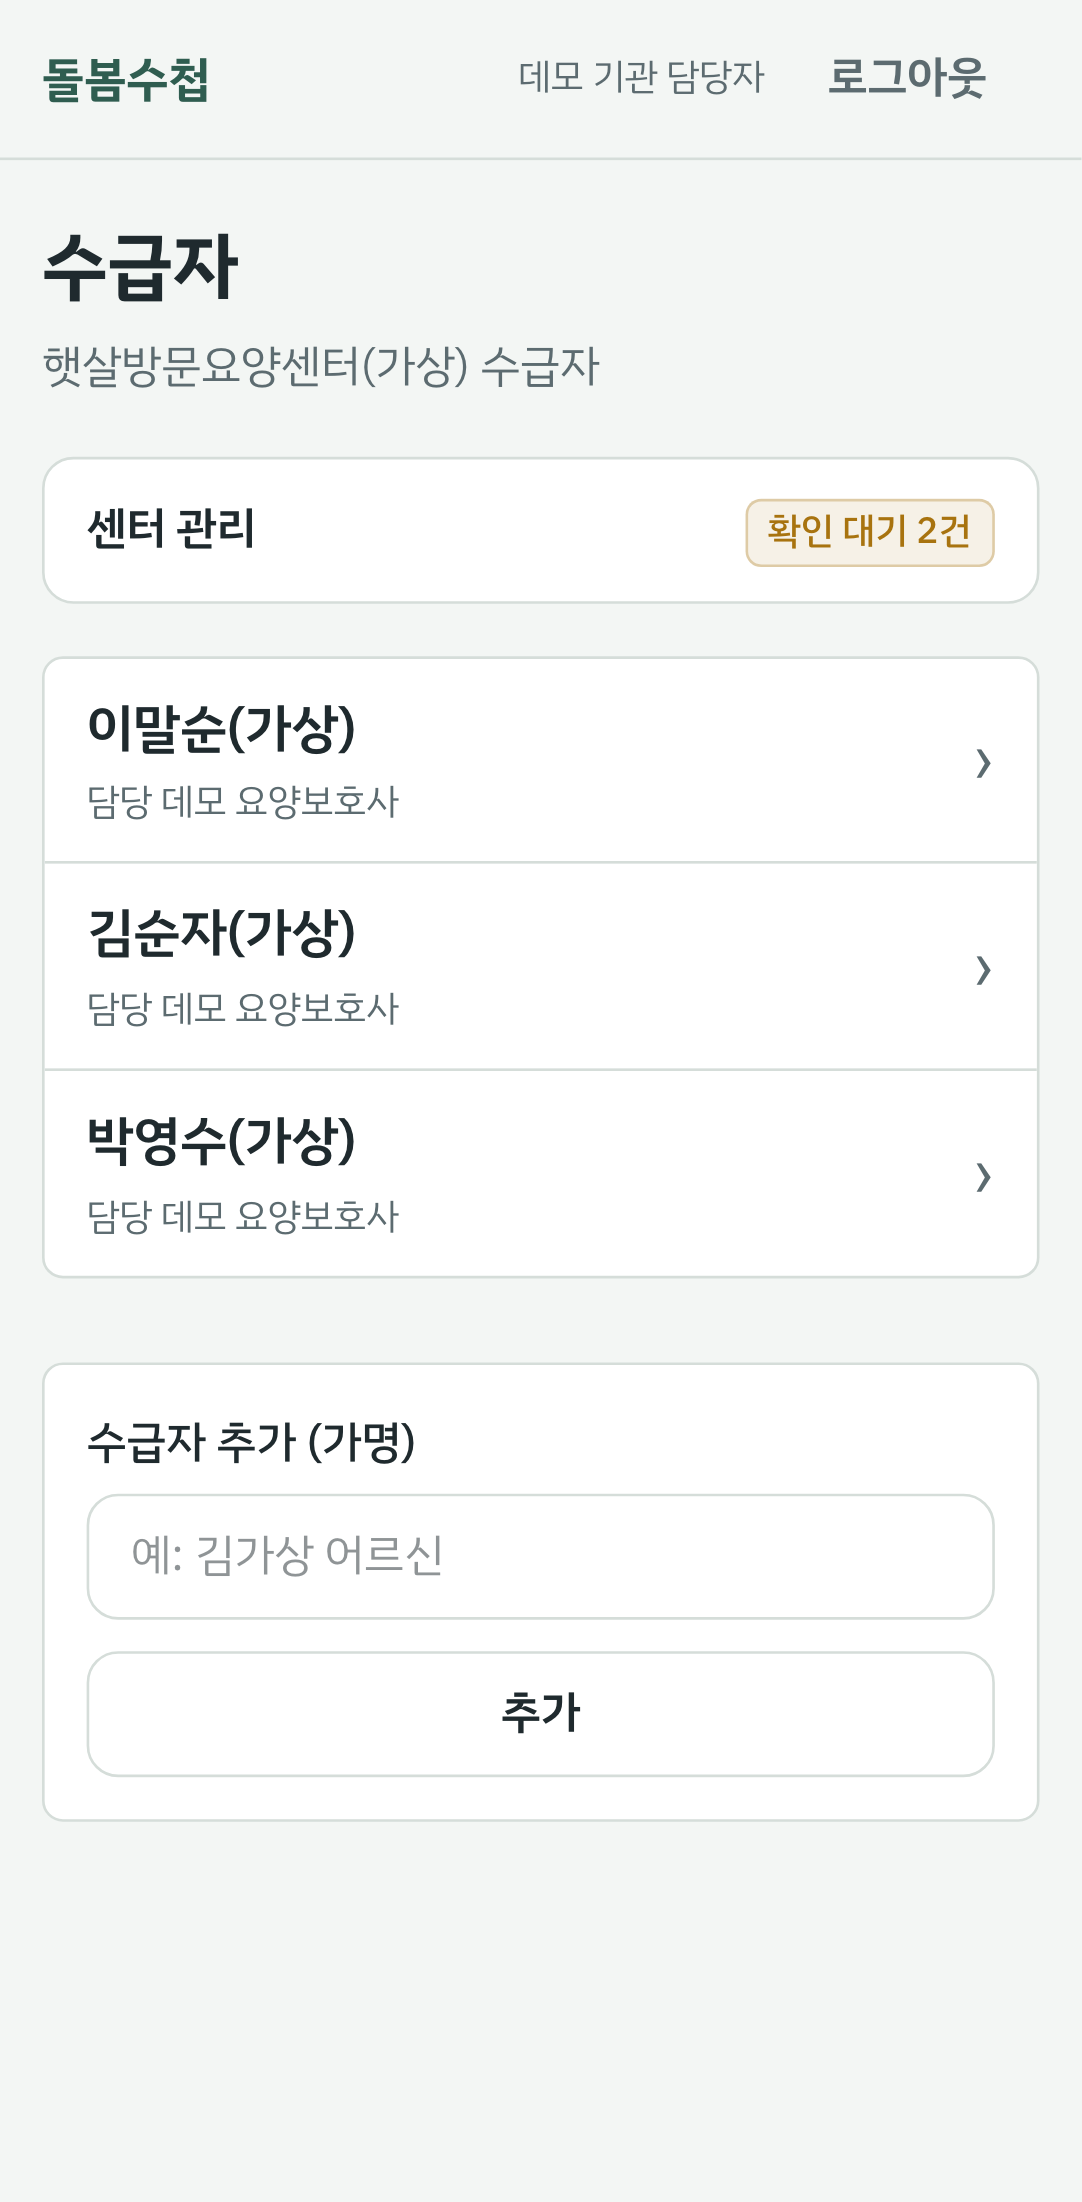 돌봄수첩 데모 기관 담당자 로그아웃
수급자
햇살방문요양센터(가상) 수급자
센터 관리 확인 대기 2건
이말순(가상)
담당 데모 요양보호사
김순자(가상)
담당 데모 요양보호사
박영수(가상)
담당 데모 요양보호사
수급자 추가 (가명)
예: 김가상 어르신
추가